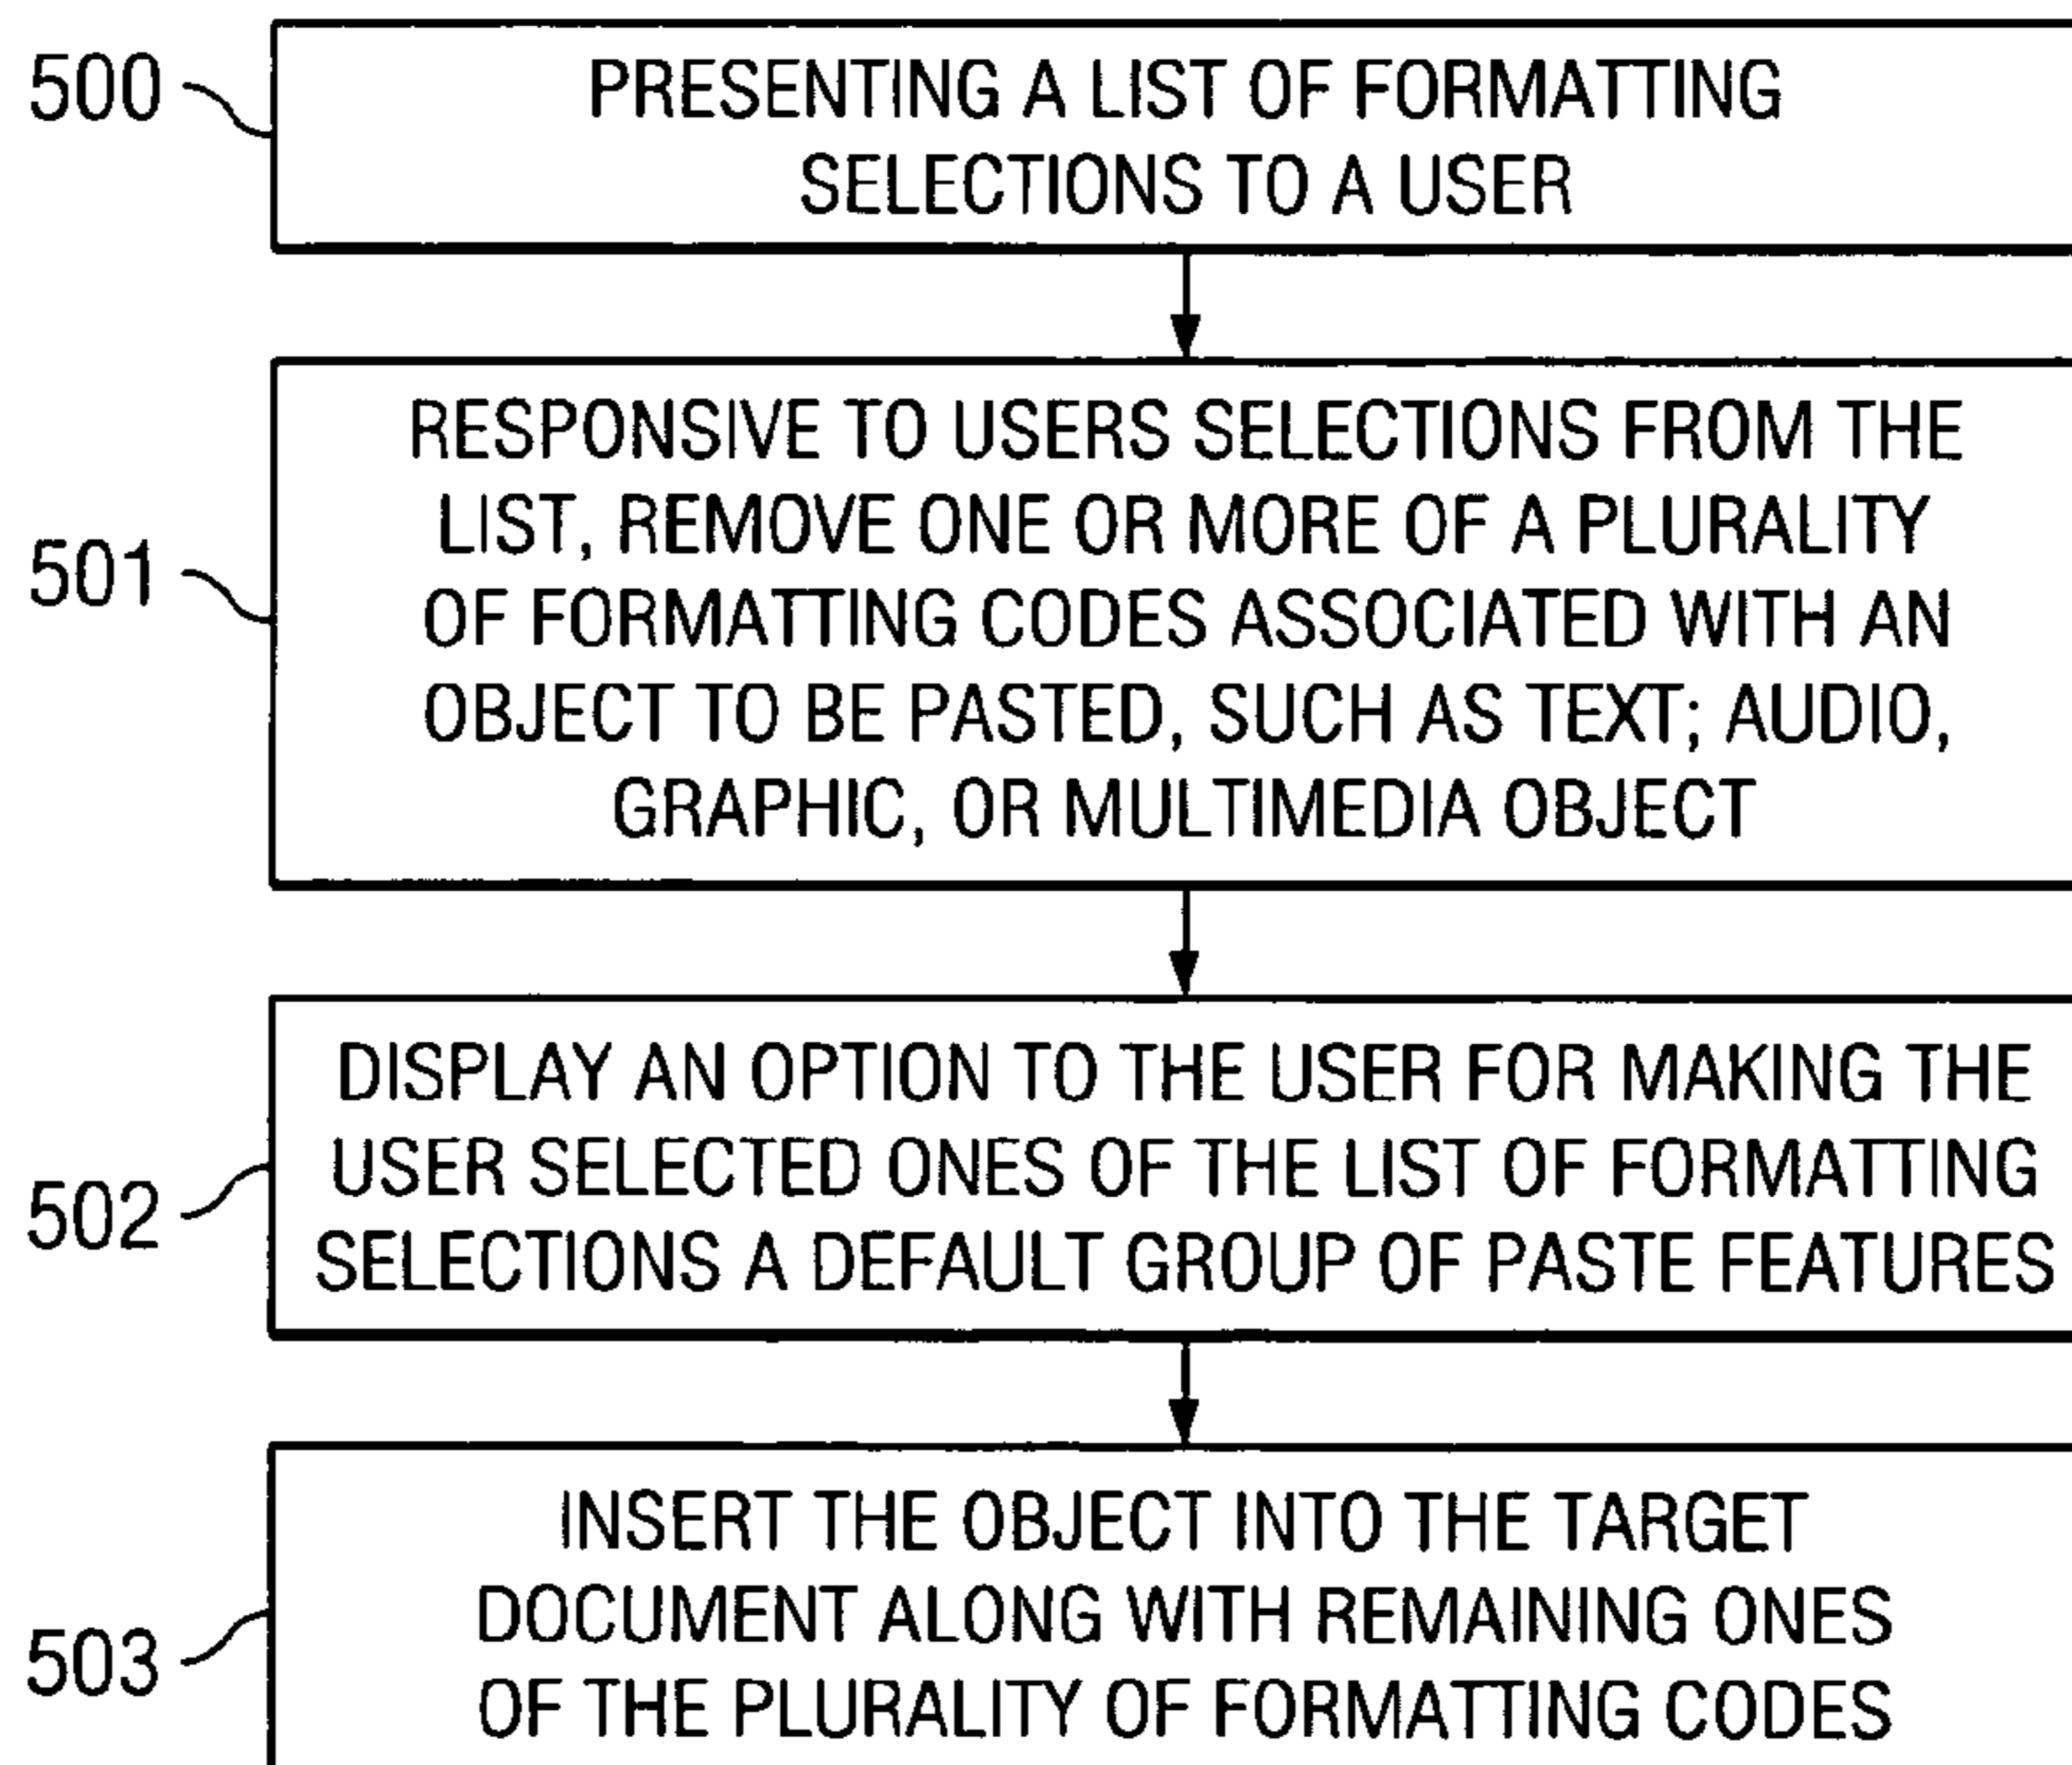 500
PRESENTING A LIST OF FORMATTING
SELECTIONS TO A USER
501
RESPONSIVE TO USERS SELECTIONS FROM THE
LIST, REMOVE ONE OR MORE OF A PLURALITY
OF FORMATTING CODES ASSOCIATED WITH AN
OBJECT TO BE PASTED, SUCH AS TEXT; AUDIO,
GRAPHIC, OR MULTIMEDIA OBJECT
502
DISPLAY AN OPTION TO THE USER FOR MAKING THE
USER SELECTED ONES OF THE LIST OF FORMATTING
SELECTIONS A DEFAULT GROUP OF PASTE FEATURES
503
INSERT THE OBJECT INTO THE TARGET
DOCUMENT ALONG WITH REMAINING ONES
OF THE PLURALITY OF FORMATTING CODES